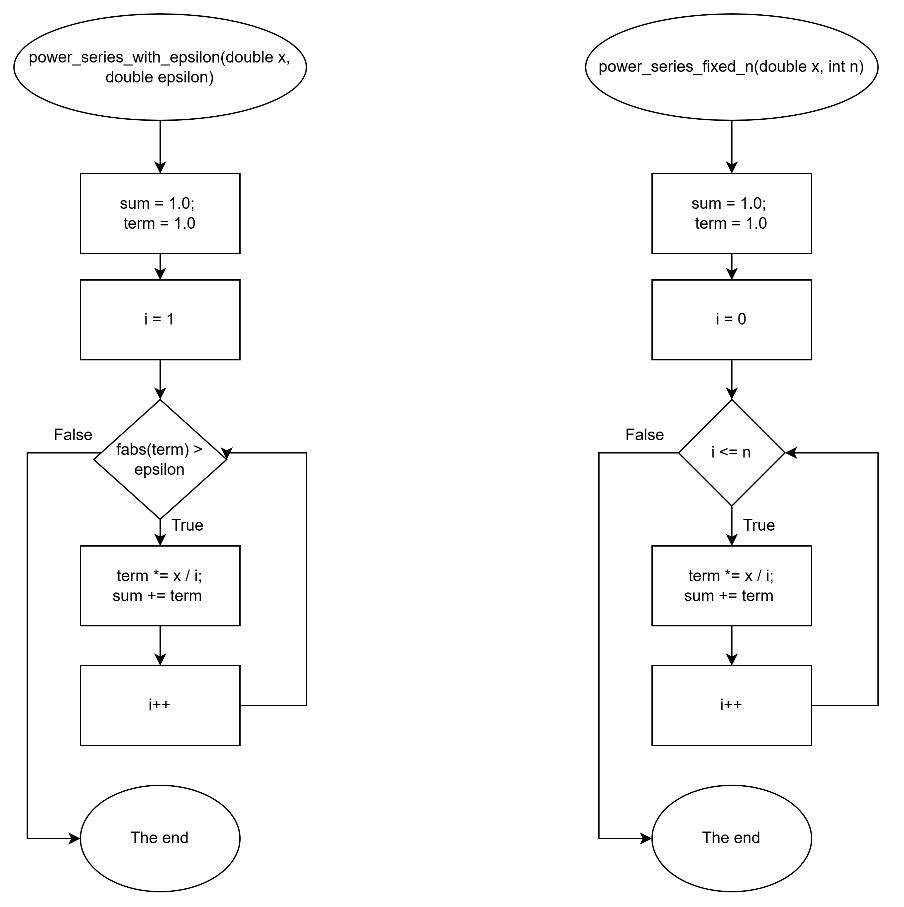 power_series_with_epsilon(double x,
double epsilon)
sum = 1.0;
term = 1.0
i = 1
False
fabs(term) >
epsilon
True
term *= x / i;
sum += term
i++
The end
power_series_fixed_n(double x, int n)
sum = 1.0;
term = 1.0
i = 0
False
i <= n
True
term *= x / i;
sum += term
i++
The end